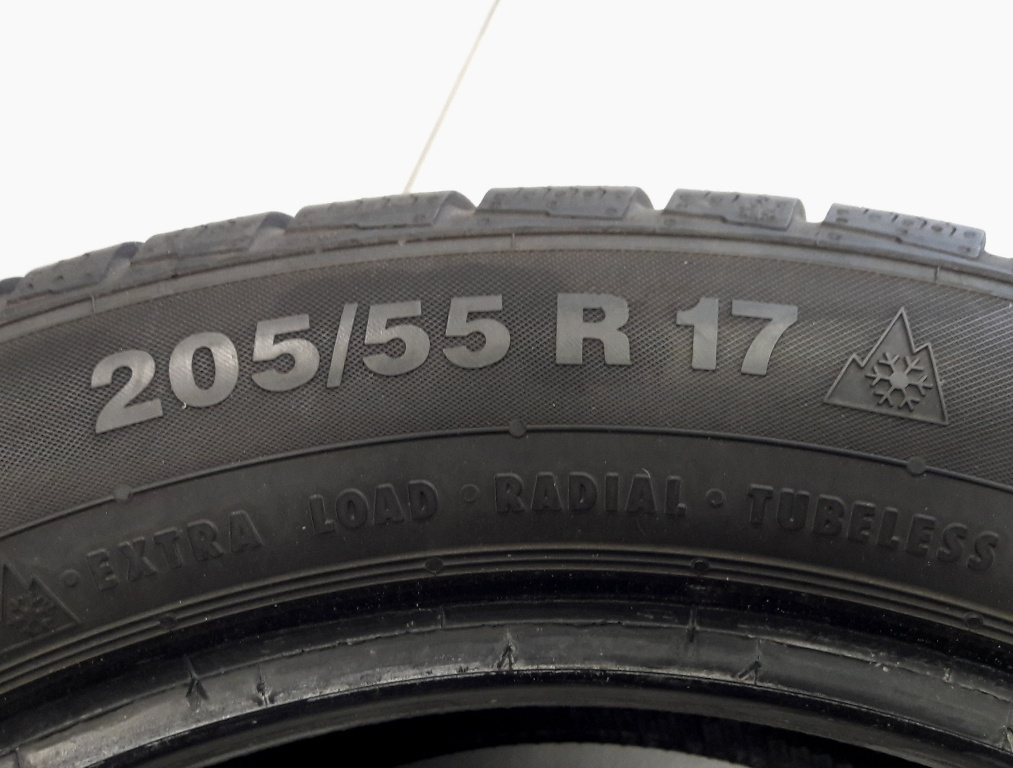 205/55 R 17
EXTRA LOAD • RADIAL • TUBELESS